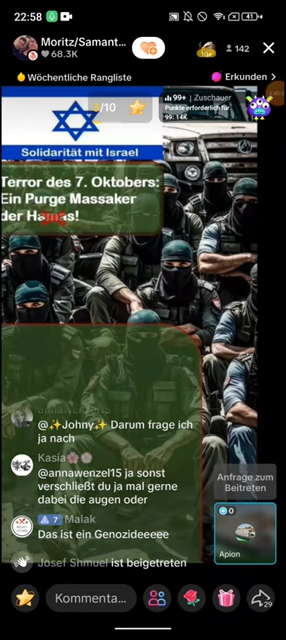 22:58
41
Moritz/Samant...
68.3K
142
Wöchentliche Rangliste
Erkunden >
/10
99+ | Zuschauer
Punkte erforderlich für
99: 14K
Solidarität mit Israel
Terror des 7. Oktobers:
Ein Purge Massaker
der Hamas!
@✨Johny✨ Darum frage ich
ja nach
Kasia🌸🌸
@annawenzel15 ja sonst
verschließt du ja mal gerne
dabei die augen oder
7 Malak
Das ist ein Genozideeeee
Josef Shmuel ist beigetreten
Anfrage zum
Beitreten
0
Apion
Kommenta...
29